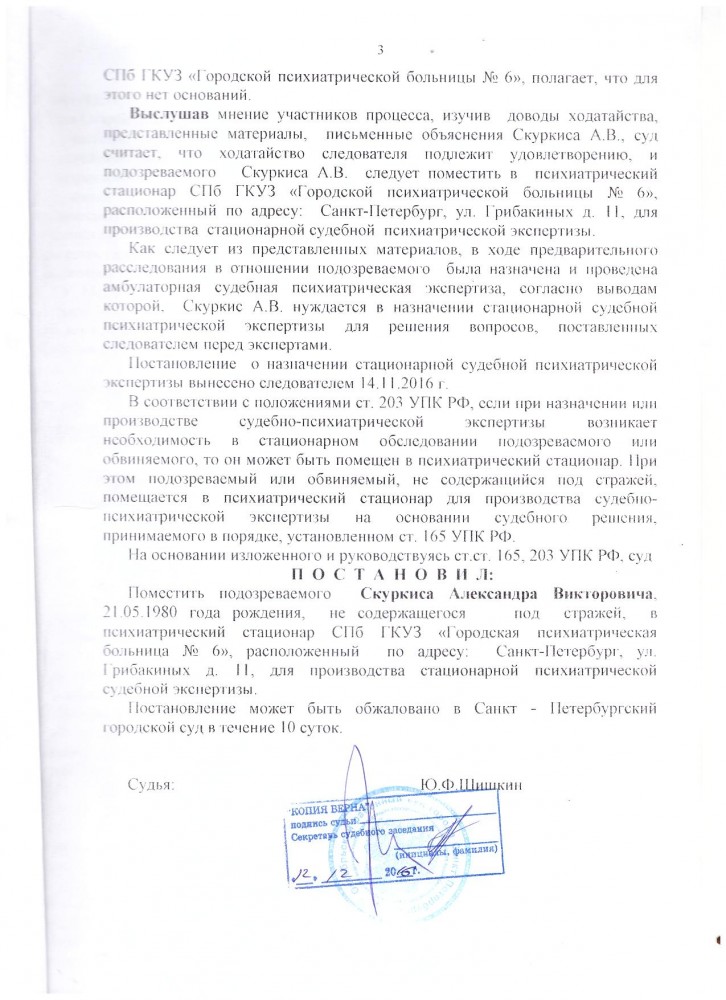 3
СПб ГКУЗ «Городской психиатрической больницы № 6», полагает, что для
этого нет оснований.
Выслушав мнение участников процесса, изучив доводы ходатайства,
представленные материалы, письменные объяснения Скуркиса А.В., суд
считает, что ходатайство следователя подлежит удовлетворению, и
подозреваемого Скуркиса А.В. следует поместить в психиатрический
стационар СПб ГКУЗ «Городской психиатрической больницы № 6»,
расположенный по адресу: Санкт-Петербург, ул. Грибакиных д. 11, для
производства стационарной судебной психиатрической экспертизы.
Как следует из представленных материалов, в ходе предварительного
расследования в отношении подозреваемого была назначена и проведена
амбулаторная судебная психиатрическая экспертиза, согласно выводам
которой, Скуркис А.В. нуждается в назначении стационарной судебной
психиатрической экспертизы для решения вопросов, поставленных
следователем перед экспертами.
Постановление о назначении стационарной судебной психиатрической
экспертизы вынесено следователем 14.11.2016 г.
В соответствии с положениями ст. 203 УПК РФ, если при назначении или
производстве судебно-психиатрической экспертизы возникает
необходимость в стационарном обследовании подозреваемого или
обвиняемого, то он может быть помещен в психиатрический стационар. При
этом подозреваемый или обвиняемый, не содержащийся под стражей,
помещается в психиатрический стационар для производства судебно-
психиатрической экспертизы на основании судебного решения,
принимаемого в порядке, установленном ст. 165 УПК РФ.
На основании изложенного и руководствуясь ст.ст. 165, 203 УПК РФ, суд
П О С Т А Н О В И Л:
Поместить подозреваемого Скуркиса Александра Викторовича,
21.05.1980 года рождения, не содержащегося под стражей, в
психиатрический стационар СПб ГКУЗ «Городская психиатрическая
больница № 6», расположенный по адресу: Санкт-Петербург, ул.
Грибакиных д. 11, для производства стационарной психиатрической
судебной экспертизы.
Постановление может быть обжаловано в Санкт - Петербургский
городской суд в течение 10 суток.
Судья: Ю.Ф.Шишкин
"КОПИЯ ВЕРНА"
подпись судьи
Секретарь судебного заседания
(инициалы, фамилия)
12. 12 2016 г.